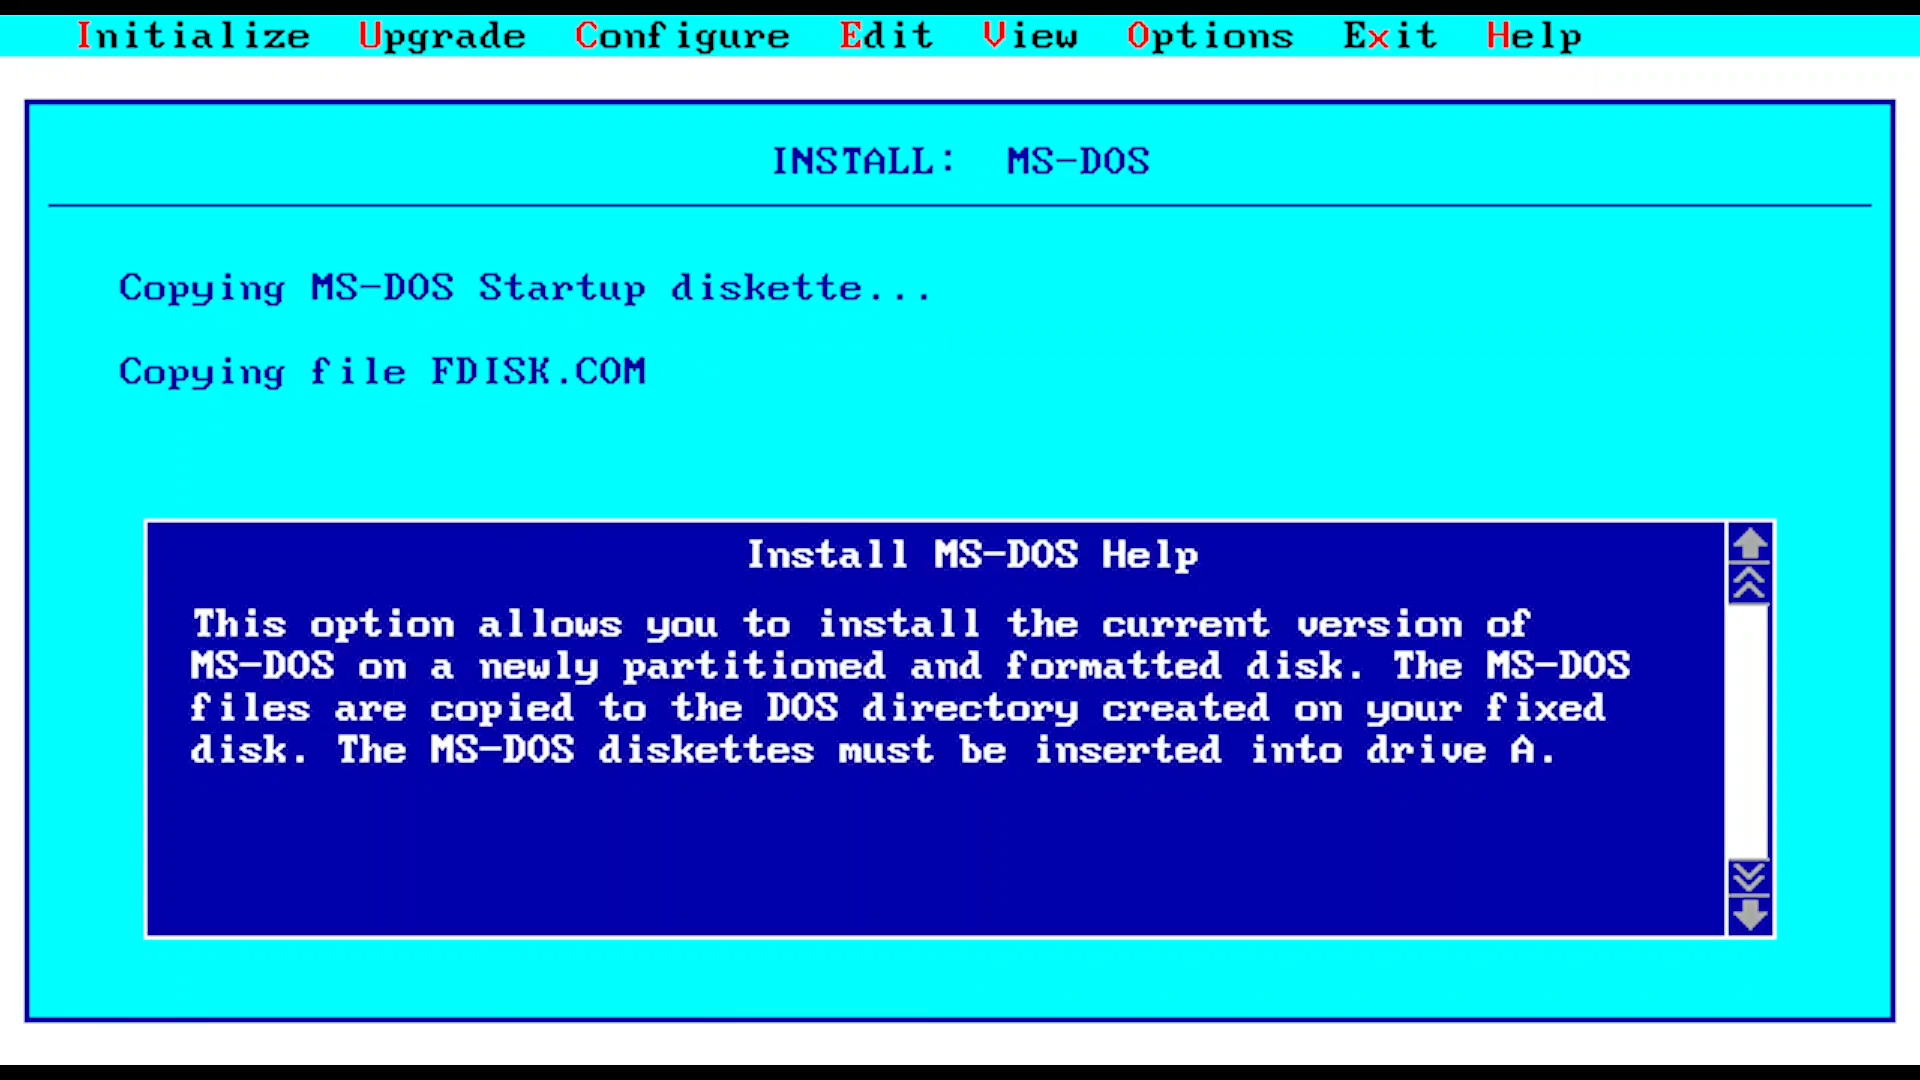 Initialize  Upgrade  Configure  Edit  View  Options  Exit  Help
INSTALL:  MS-DOS
Copying MS-DOS Startup diskette...
Copying file FDISK.COM
Install MS-DOS Help
This option allows you to install the current version of
MS-DOS on a newly partitioned and formatted disk. The MS-DOS
files are copied to the DOS directory created on your fixed
disk. The MS-DOS diskettes must be inserted into drive A.